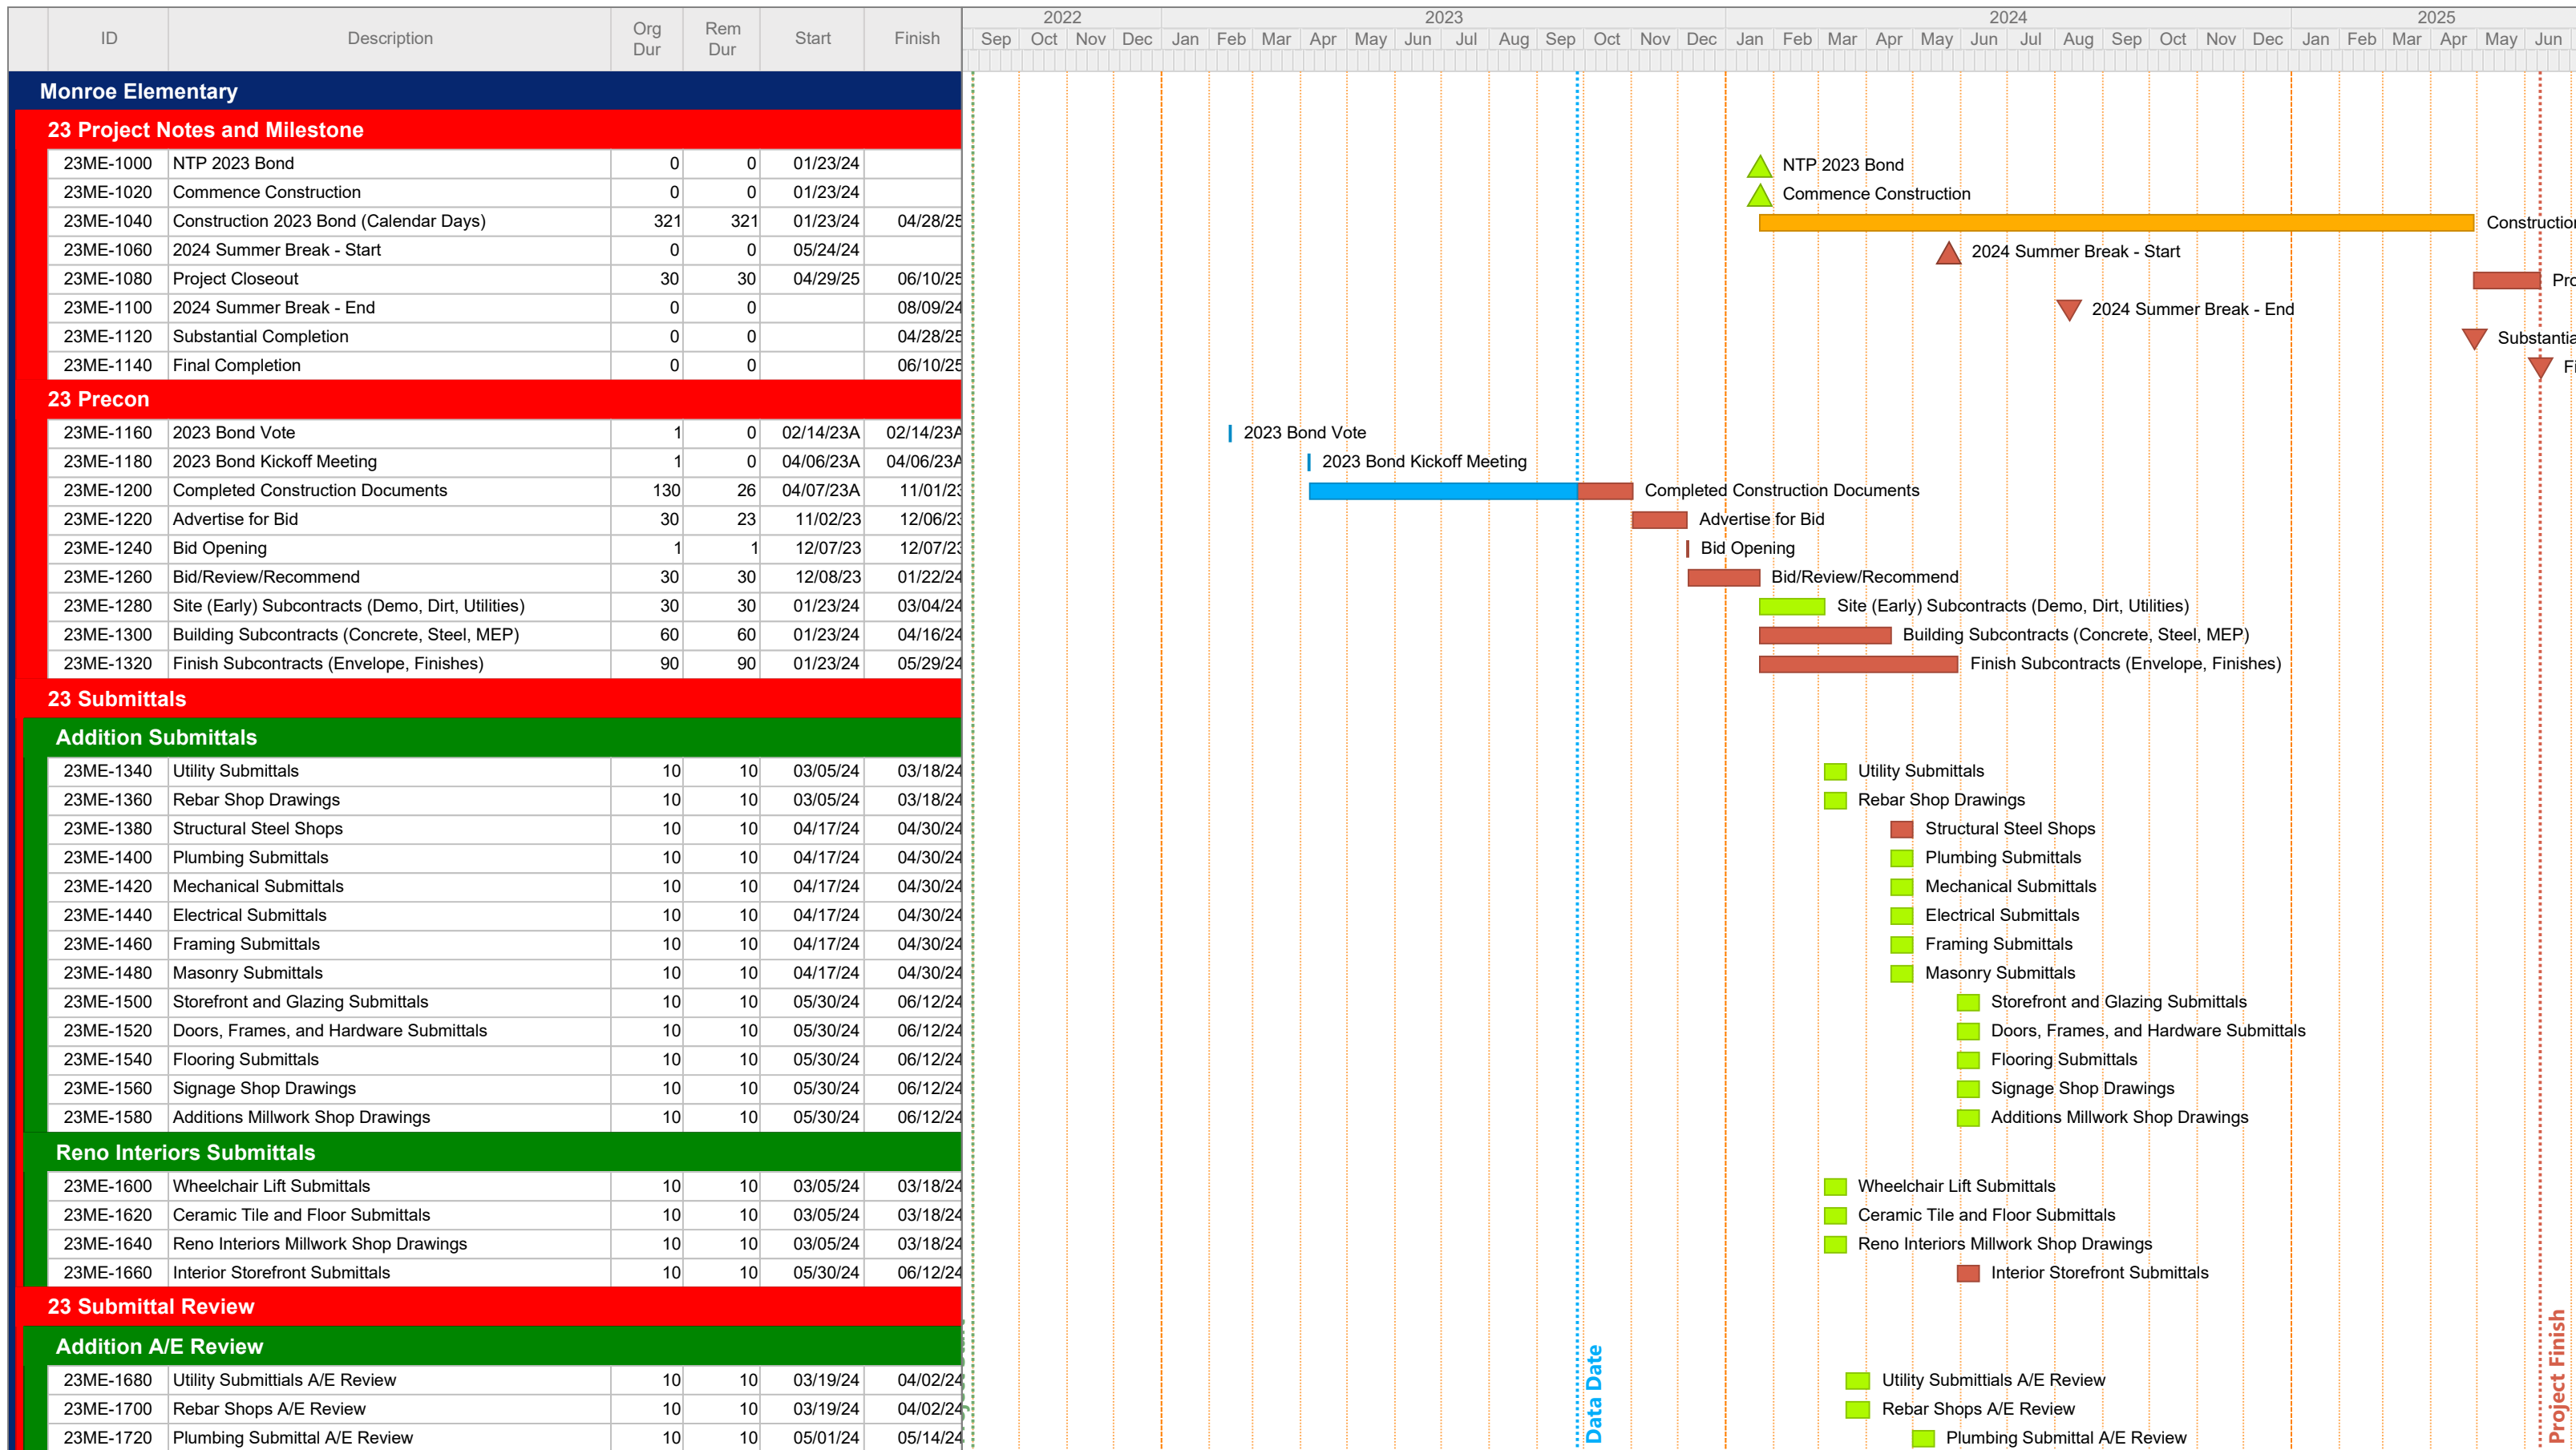 2022 2023 2024 2025
ID Description Org Dur Rem Dur Start Finish Sep Oct Nov Dec Jan Feb Mar Apr May Jun Jul Aug Sep Oct Nov Dec Jan Feb Mar Apr May Jun Jul Aug Sep Oct Nov Dec Jan Feb Mar Apr May Jun
Monroe Elementary
23 Project Notes and Milestone
23ME-1000 NTP 2023 Bond 0 0 01/23/24 NTP 2023 Bond
23ME-1020 Commence Construction 0 0 01/23/24 Commence Construction
23ME-1040 Construction 2023 Bond (Calendar Days) 321 321 01/23/24 04/28/25
23ME-1060 2024 Summer Break - Start 0 0 05/24/24 2024 Summer Break - Start
23ME-1080 Project Closeout 30 30 04/29/25 06/10/25
23ME-1100 2024 Summer Break - End 0 0 08/09/24 2024 Summer Break - End
23ME-1120 Substantial Completion 0 0 04/28/25
23ME-1140 Final Completion 0 0 06/10/25
23 Precon
23ME-1160 2023 Bond Vote 1 0 02/14/23A 02/14/23A 2023 Bond Vote
23ME-1180 2023 Bond Kickoff Meeting 1 0 04/06/23A 04/06/23A 2023 Bond Kickoff Meeting
23ME-1200 Completed Construction Documents 130 26 04/07/23A 11/01/23 Completed Construction Documents
23ME-1220 Advertise for Bid 30 23 11/02/23 12/06/23 Advertise for Bid
23ME-1240 Bid Opening 1 1 12/07/23 12/07/23 Bid Opening
23ME-1260 Bid/Review/Recommend 30 30 12/08/23 01/22/24 Bid/Review/Recommend
23ME-1280 Site (Early) Subcontracts (Demo, Dirt, Utilities) 30 30 01/23/24 03/04/24 Site (Early) Subcontracts (Demo, Dirt, Utilities)
23ME-1300 Building Subcontracts (Concrete, Steel, MEP) 60 60 01/23/24 04/16/24 Building Subcontracts (Concrete, Steel, MEP)
23ME-1320 Finish Subcontracts (Envelope, Finishes) 90 90 01/23/24 05/29/24 Finish Subcontracts (Envelope, Finishes)
23 Submittals
Addition Submittals
23ME-1340 Utility Submittals 10 10 03/05/24 03/18/24 Utility Submittals
23ME-1360 Rebar Shop Drawings 10 10 03/05/24 03/18/24 Rebar Shop Drawings
23ME-1380 Structural Steel Shops 10 10 04/17/24 04/30/24 Structural Steel Shops
23ME-1400 Plumbing Submittals 10 10 04/17/24 04/30/24 Plumbing Submittals
23ME-1420 Mechanical Submittals 10 10 04/17/24 04/30/24 Mechanical Submittals
23ME-1440 Electrical Submittals 10 10 04/17/24 04/30/24 Electrical Submittals
23ME-1460 Framing Submittals 10 10 04/17/24 04/30/24 Framing Submittals
23ME-1480 Masonry Submittals 10 10 04/17/24 04/30/24 Masonry Submittals
23ME-1500 Storefront and Glazing Submittals 10 10 05/30/24 06/12/24 Storefront and Glazing Submittals
23ME-1520 Doors, Frames, and Hardware Submittals 10 10 05/30/24 06/12/24 Doors, Frames, and Hardware Submittals
23ME-1540 Flooring Submittals 10 10 05/30/24 06/12/24 Flooring Submittals
23ME-1560 Signage Shop Drawings 10 10 05/30/24 06/12/24 Signage Shop Drawings
23ME-1580 Additions Millwork Shop Drawings 10 10 05/30/24 06/12/24 Additions Millwork Shop Drawings
Reno Interiors Submittals
23ME-1600 Wheelchair Lift Submittals 10 10 03/05/24 03/18/24 Wheelchair Lift Submittals
23ME-1620 Ceramic Tile and Floor Submittals 10 10 03/05/24 03/18/24 Ceramic Tile and Floor Submittals
23ME-1640 Reno Interiors Millwork Shop Drawings 10 10 03/05/24 03/18/24 Reno Interiors Millwork Shop Drawings
23ME-1660 Interior Storefront Submittals 10 10 05/30/24 06/12/24 Interior Storefront Submittals
23 Submittal Review
Addition A/E Review
23ME-1680 Utility Submittials A/E Review 10 10 03/19/24 04/02/24 Utility Submittials A/E Review
23ME-1700 Rebar Shops A/E Review 10 10 03/19/24 04/02/24 Rebar Shops A/E Review
23ME-1720 Plumbing Submittal A/E Review 10 10 05/01/24 05/14/24 Plumbing Submittal A/E Review
Data Date
Project Finish